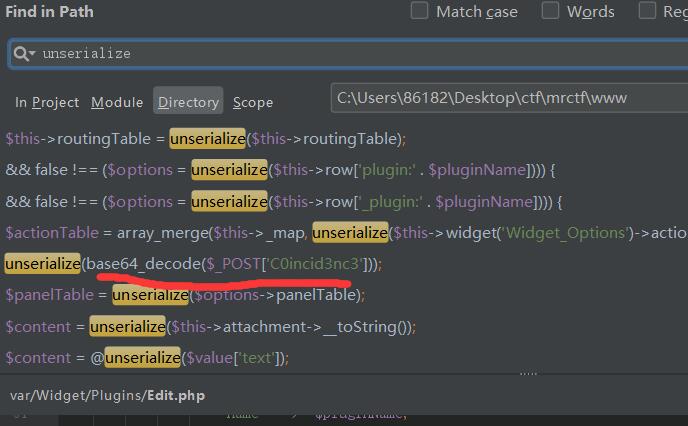 Find in Path
Match case
Words
Reg
unserialize
In Project Module Directory Scope
C:\Users\86182\Desktop\ctf\mrctf\www
$this->routingTable = unserialize($this->routingTable);
&& false !== ($options = unserialize($this->row['plugin:' . $pluginName]))) {
&& false !== ($options = unserialize($this->row['_plugin:' . $pluginName]))) {
$actionTable = array_merge($this->_map, unserialize($this->widget('Widget_Options')->actio
unserialize(base64_decode($_POST['C0incid3nc3']));
$panelTable = unserialize($options->panelTable);
$content = unserialize($this->attachment->__toString());
$content = @unserialize($value['text']);
var/Widget/Plugins/Edit.php